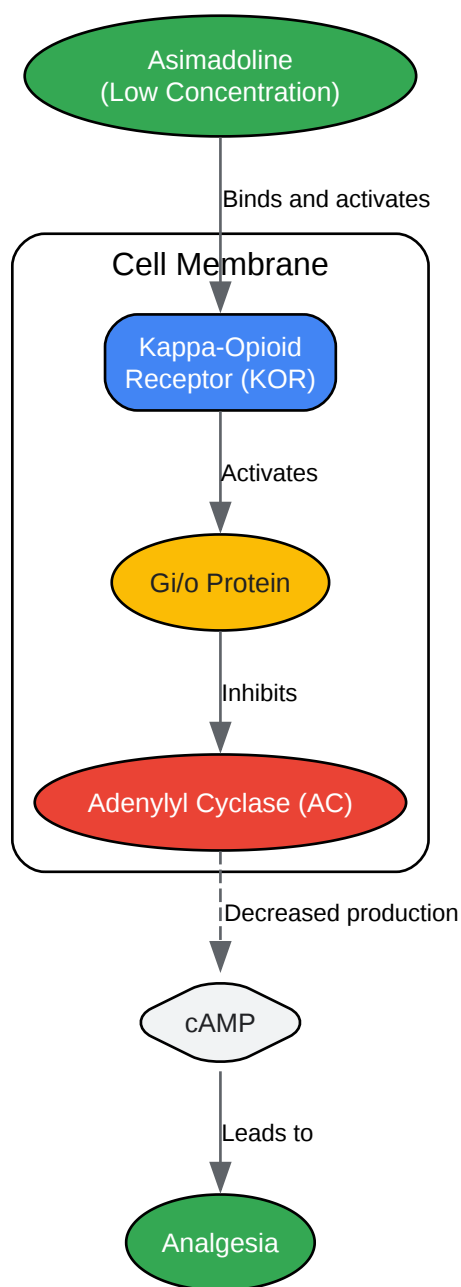 Asimadoline
(Low Concentration)
Binds and activates
Cell Membrane
Kappa-Opioid
Receptor (KOR)
Activates
Gi/o Protein
Inhibits
Adenylyl Cyclase (AC)
Decreased production
cAMP
Leads to
Analgesia